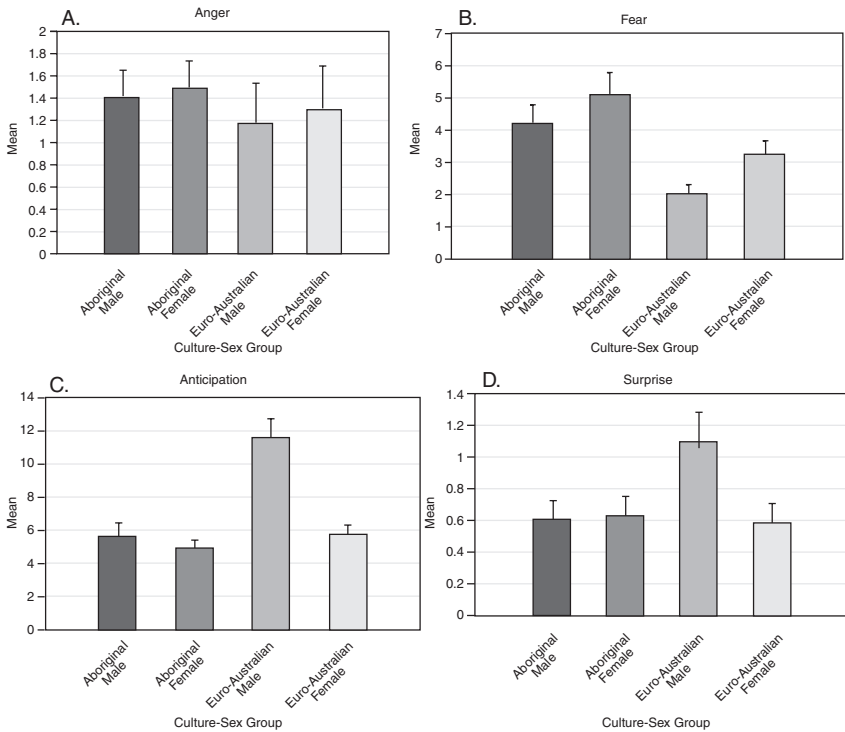 A.
Anger
2
1.8
1.6
1.4
1.2
1
0.8
0.6
0.4
0.2
0
Mean
Aboriginal
Male
Aboriginal
Female
Euro-Australian
Male
Euro-Australian
Female
Culture-Sex Group
B.
Fear
7
6
5
4
3
2
1
0
Mean
Aboriginal
Male
Aboriginal
Female
Euro-Australian
Male
Euro-Australian
Female
Culture-Sex Group
C.
Anticipation
14
12
10
8
6
4
2
0
Mean
Aboriginal
Male
Aboriginal
Female
Euro-Australian
Male
Euro-Australian
Female
Culture-Sex Group
D.
Surprise
1.4
1.2
1
0.8
0.6
0.4
0.2
0
Mean
Aboriginal
Male
Aboriginal
Female
Euro-Australian
Male
Euro-Australian
Female
Culture-Sex Group